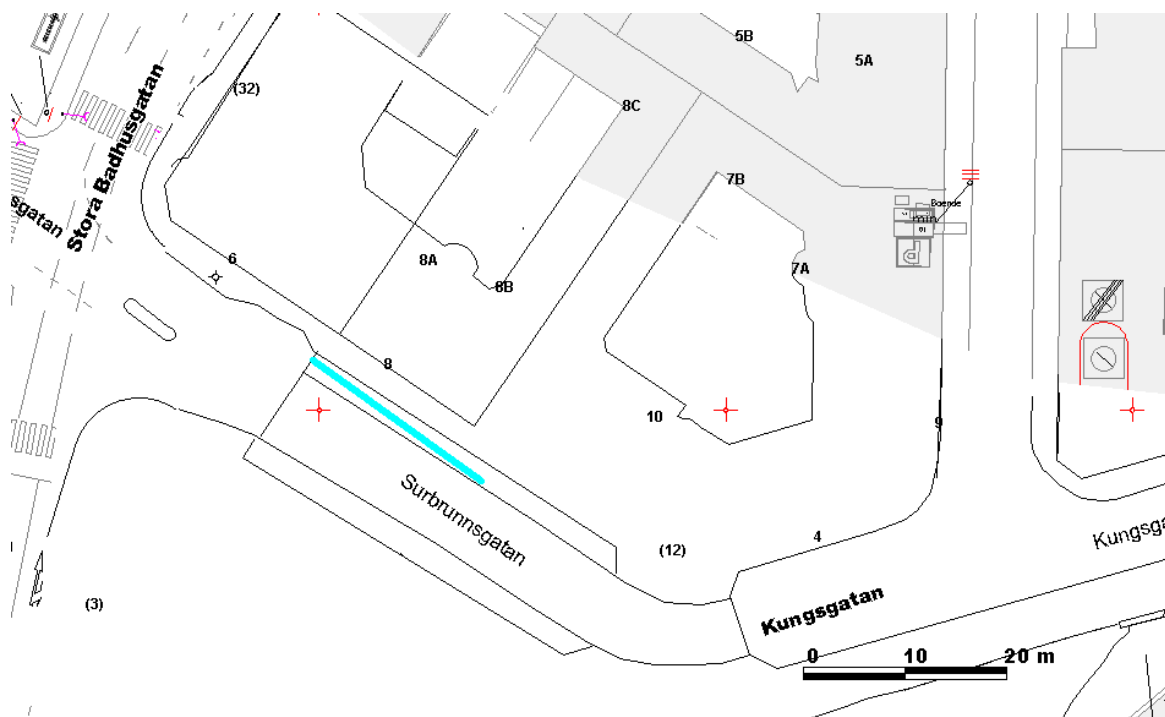 5B
5A
(32)
8C
Stora Badhusgatan
sgatan
7B
Boende
6
8A
8B
7A
8
10
9
Surbrunnsgatan
4
(12)
Kungsga
(3)
Kungsgatan
0 10 20 m